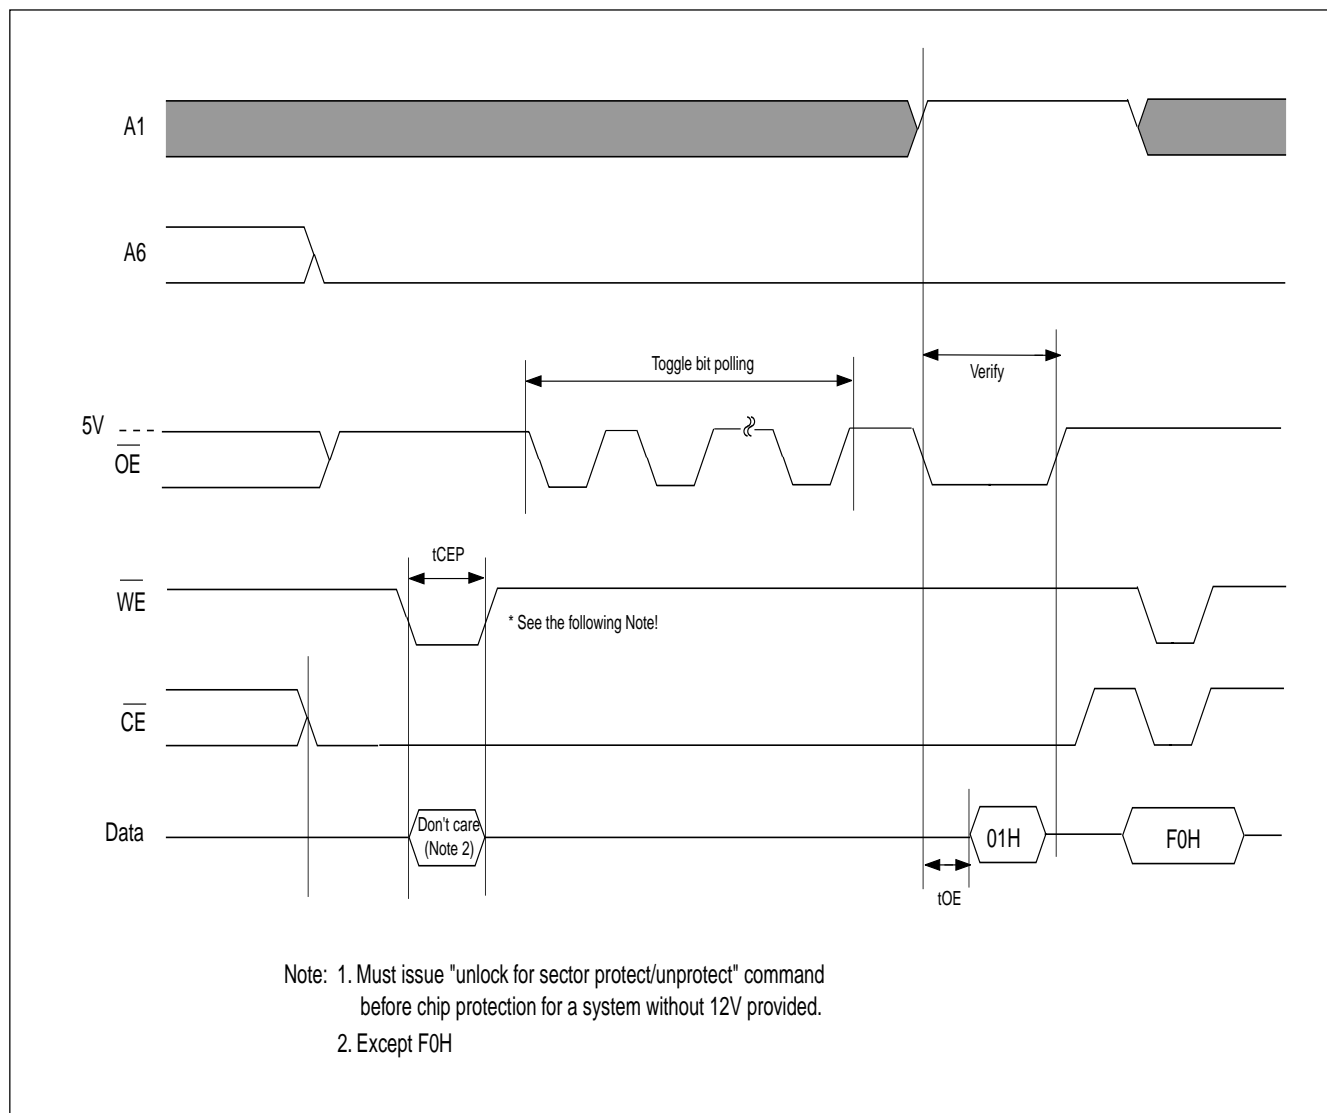 A1
A6
Toggle bit polling
Verify
5V
OE
tCEP
WE
* See the following Note!
CE
Data
Don't care
(Note 2)
01H
F0H
tOE
Note: 1. Must issue "unlock for sector protect/unprotect" command
before chip protection for a system without 12V provided.
2. Except F0H